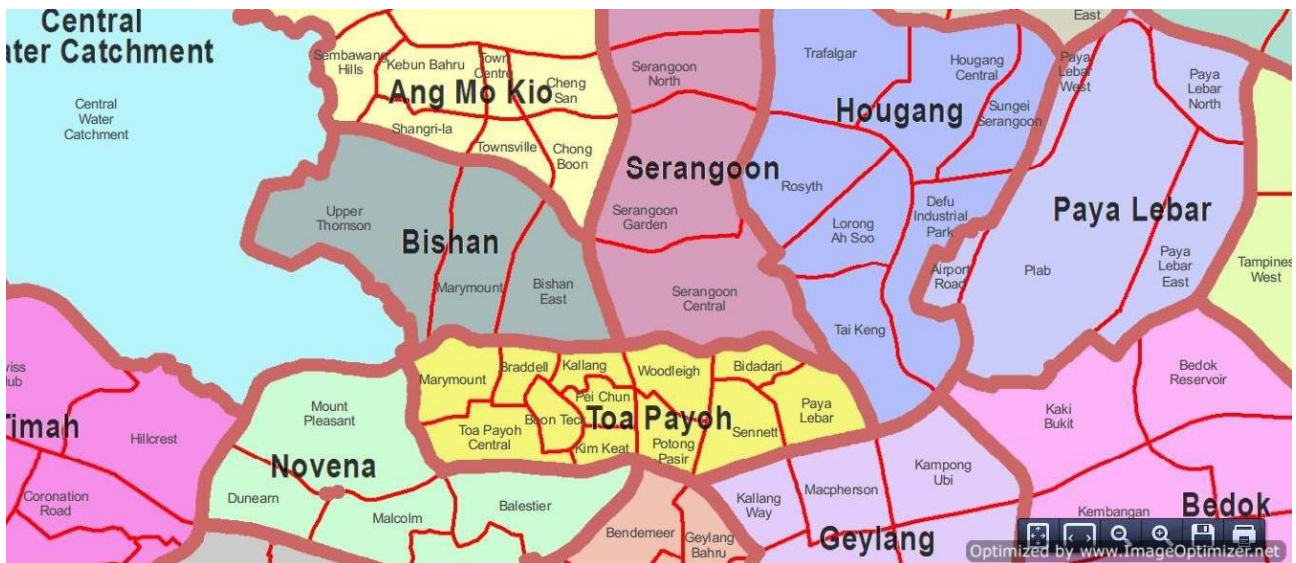 Central
ater Catchment
Central
Water
Catchment
Sembawang
Hills
Kebun Bahru
Town
Centre
Cheng
San
Ang Mo Kio
Shangri-la
Townsville
Chong
Boon
Serangoon
North
Serangoon
Serangoon
Garden
Serangoon
Central
Trafalgar
Hougang
Central
Hougang
Sungei
Serangoon
Rosyth
Lorong
Ah Soo
Defu
Industrial
Park
Airport
Road
Tai Keng
East
Paya
Lebar
West
Paya
Lebar
North
Paya Lebar
Plab
Paya
Lebar
East
Tampines
West
Upper
Thomson
Bishan
Marymount
Bishan
East
Marymount
Braddell
Kallang
Woodleigh
Bidadari
Pei Chun
Boon Teck
Toa Payoh
Paya
Lebar
Toa Payoh
Central
Kim Keat
Potong
Pasir
Sennett
Mount
Pleasant
Novena
Dunearn
Malcolm
Balestier
Hillcrest
Timah
Coronation
Road
Bendemeer
Geylang
Bahru
Kallang
Way
Macpherson
Kampong
Ubi
Geylang
Bedok
Reservoir
Kaki
Bukit
Kembangan
Bedok
Optimized by www.ImageOptimizer.net